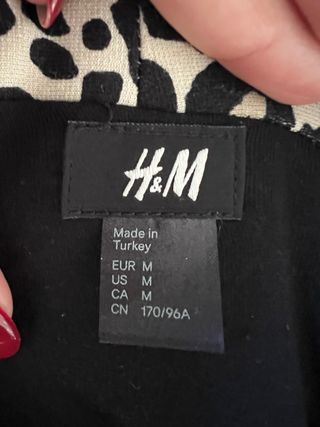 H&M
Made in
Turkey
EUR M
US M
CA M
CN 170/96A